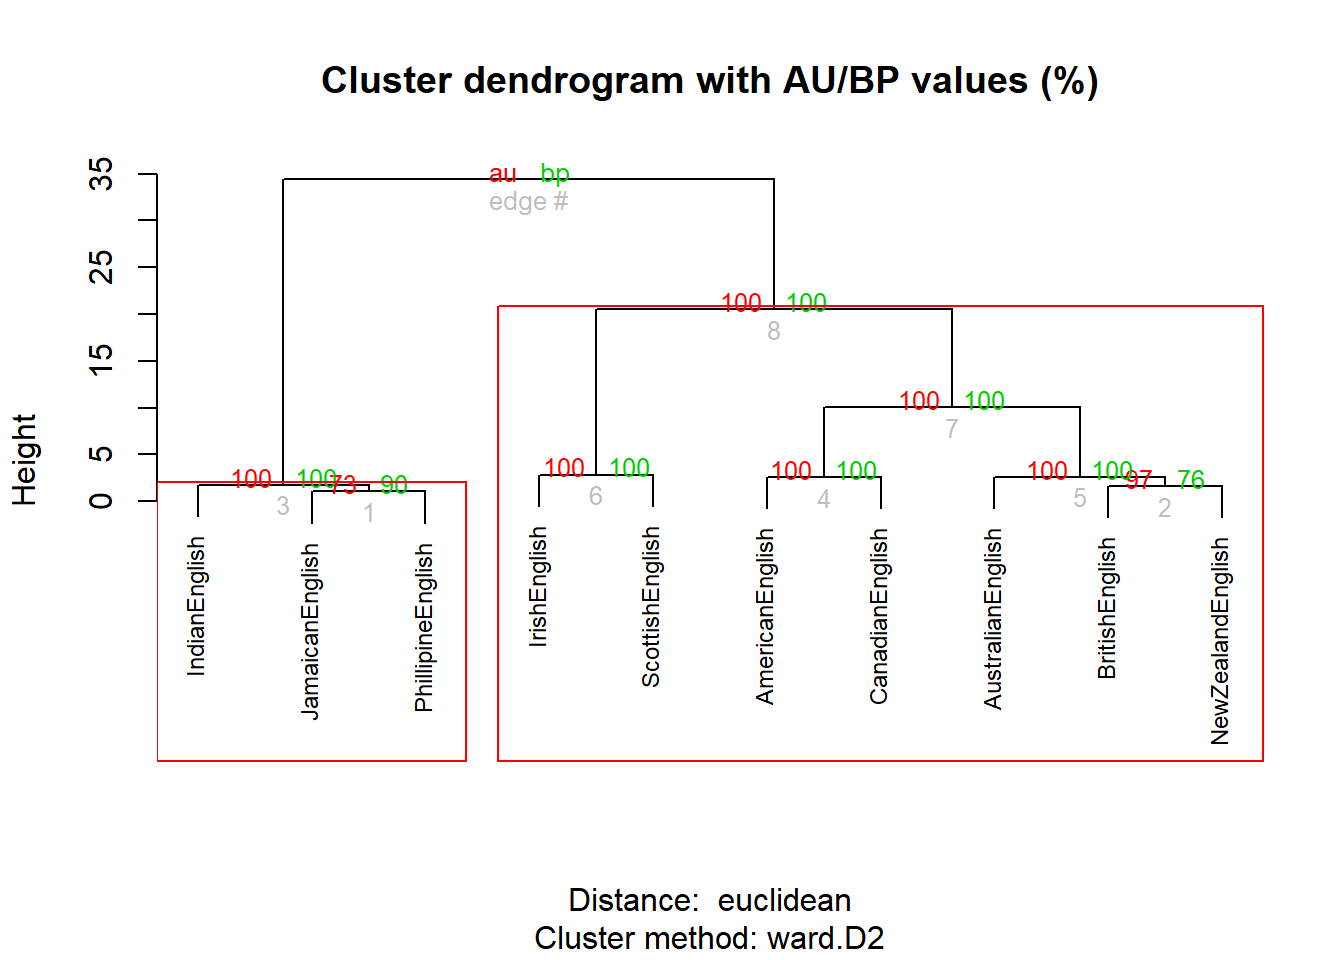 Cluster dendrogram with AU/BP values (%)
Height
35
25
15
5
0
au bp
edge #
100 100
8
100 100
7
100 100
3
73 90
1
100 100
6
100 100
4
100 100
5
97 76
2
IndianEnglish
JamaicanEnglish
PhillipineEnglish
IrishEnglish
ScottishEnglish
AmericanEnglish
CanadianEnglish
AustralianEnglish
BritishEnglish
NewZealandEnglish
Distance: euclidean
Cluster method: ward.D2